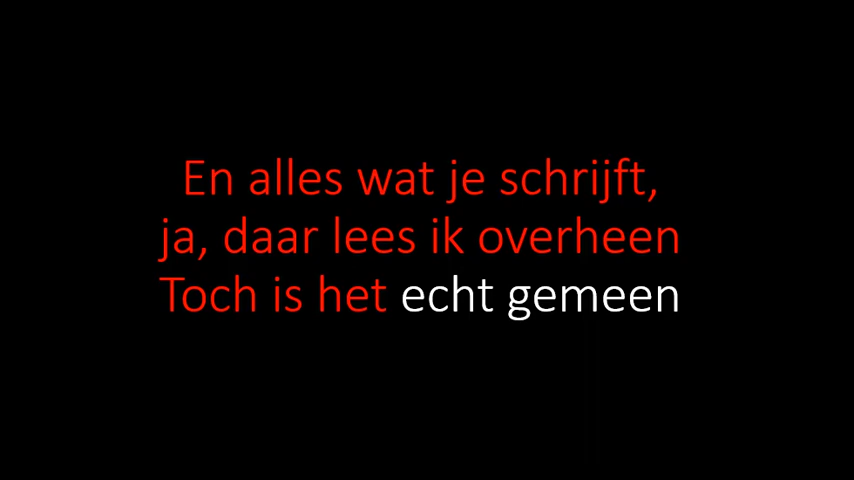 En alles wat je schrijft,
ja, daar lees ik overheen
Toch is het echt gemeen